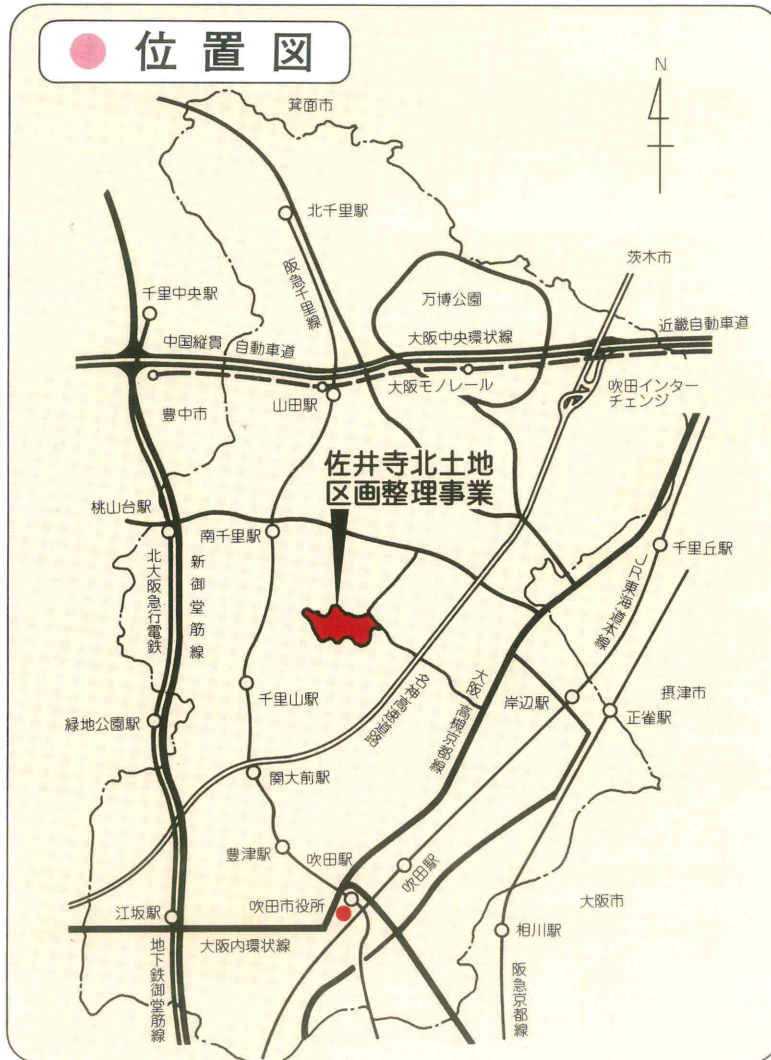 位置図
N
箕面市
北千里駅
阪急千里線
茨木市
万博公園
千里中央駅
近畿自動車道
大阪中央環状線
中国縦貫 自動車道
大阪モノレール
吹田インター
チェンジ
山田駅
豊中市
佐井寺北土地
区画整理事業
桃山台駅
南千里駅
千里丘駅
北大阪急行電鉄
新御堂筋線
JR東海道本線
名神高速道路
大阪高槻京都線
千里山駅
岸辺駅
摂津市
正雀駅
緑地公園駅
関大前駅
豊津駅
吹田駅
吹田駅
吹田市役所
江坂駅
大阪市
相川駅
大阪内環状線
地下鉄御堂筋線
阪急京都線